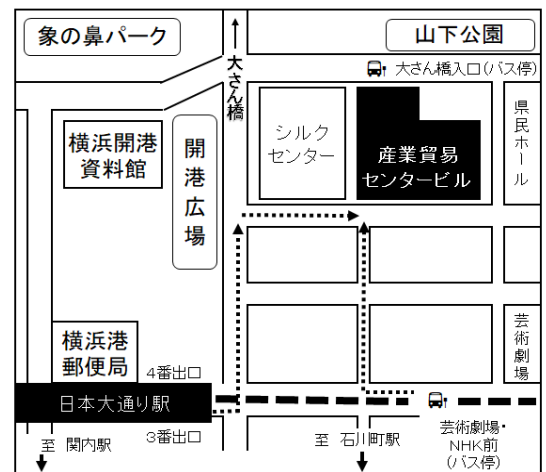 象の鼻パーク
山下公園
大さん橋
大さん橋入口(バス停)
横浜開港
資料館
開港広場
シルク
センター
産業貿易
センタービル
県民ホール
横浜港
郵便局
4番出口
芸術劇場
日本大通り駅
3番出口
至 関内駅
至 石川町駅
芸術劇場・
NHK前
(バス停)